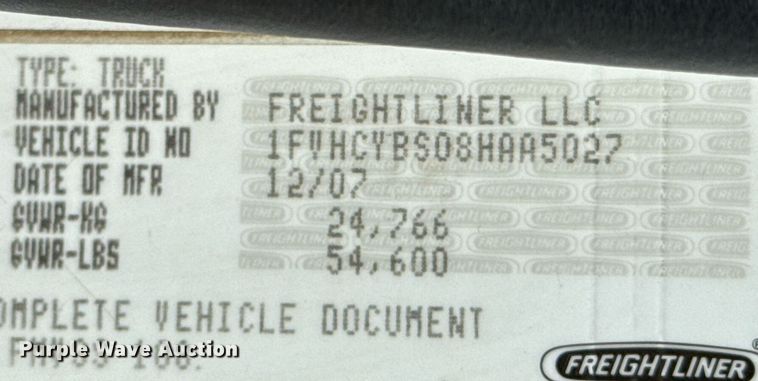 TYPE: TRUCK
MANUFACTURED BY FREIGHTLINER LLC
VEHICLE ID NO 1FVHCYBS08HAA5027
DATE OF MFR 12/07
GVWR-KG 24,766
GVWR-LBS 54,600
OMPLETE VEHICLE DOCUMENT
Purple Wave Auction
FREIGHTLINER